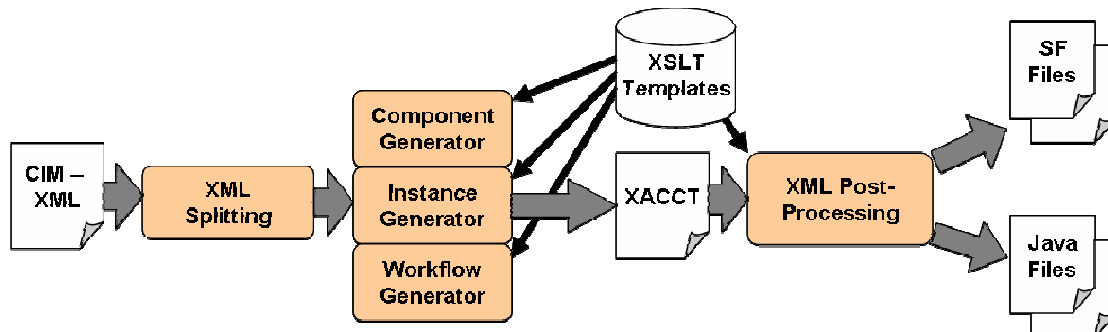 CIM –
XML
XML
Splitting
Component
Generator
Instance
Generator
Workflow
Generator
XSLT
Templates
XACCT
XML Post-
Processing
SF
Files
Java
Files